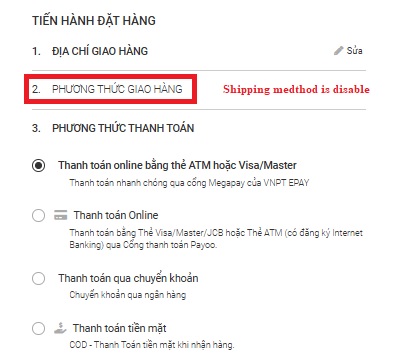 TIẾN HÀNH ĐẶT HÀNG
1. ĐỊA CHỈ GIAO HÀNG Sửa
2. PHƯƠNG THỨC GIAO HÀNG Shipping medthod is disable
3. PHƯƠNG THỨC THANH TOÁN
Thanh toán online bằng thẻ ATM hoặc Visa/Master
Thanh toán nhanh chóng qua cổng Megapay của VNPT EPAY
Thanh toán Online
Thanh toán bằng Thẻ Visa/Master/JCB hoặc Thẻ ATM (có đăng ký Internet
Banking) qua Cổng thanh toán Payoo.
Thanh toán qua chuyển khoản
Chuyển khoản qua ngân hàng
Thanh toán tiền mặt
COD - Thanh Toán tiền mặt khi nhận hàng.